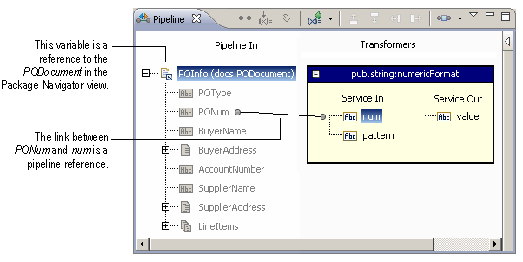 Pipeline
Pipeline In
Transformers
This variable is a
reference to the
PODocument in the
Package Navigator view.
POInfo (docs PODocument)
pub.string:numericFormat
POType
Service In
Service Out
PONum
num
value
The link between
PONum and num is a
pipeline reference.
BuyerName
pattern
BuyerAddress
AccountNumber
SupplierName
SupplierAddress
LineItems